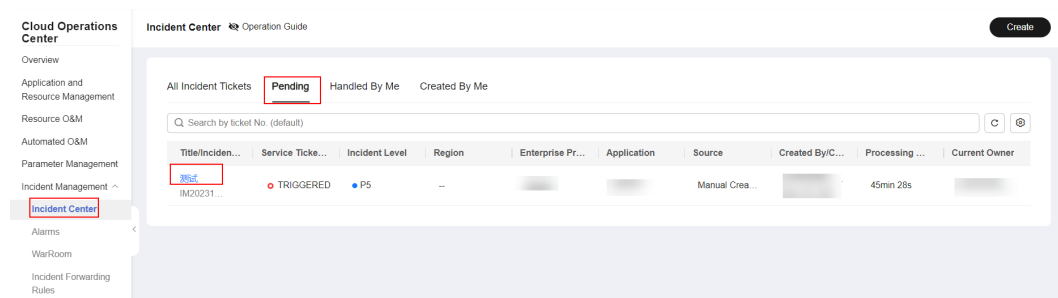 Cloud Operations Center
Incident Center Operation Guide
Create
Overview
Application and
Resource Management
Resource O&M
Automated O&M
Parameter Management
Incident Management
Incident Center
Alarms
WarRoom
Incident Forwarding
Rules
All Incident Tickets Pending Handled By Me Created By Me
Search by ticket No. (default)
Title/Inciden... Service Ticke... Incident Level Region Enterprise Pr... Application Source Created By/C... Processing ... Current Owner
测试
IM20231...
TRIGGERED P5 -- Manual Crea... 45min 28s